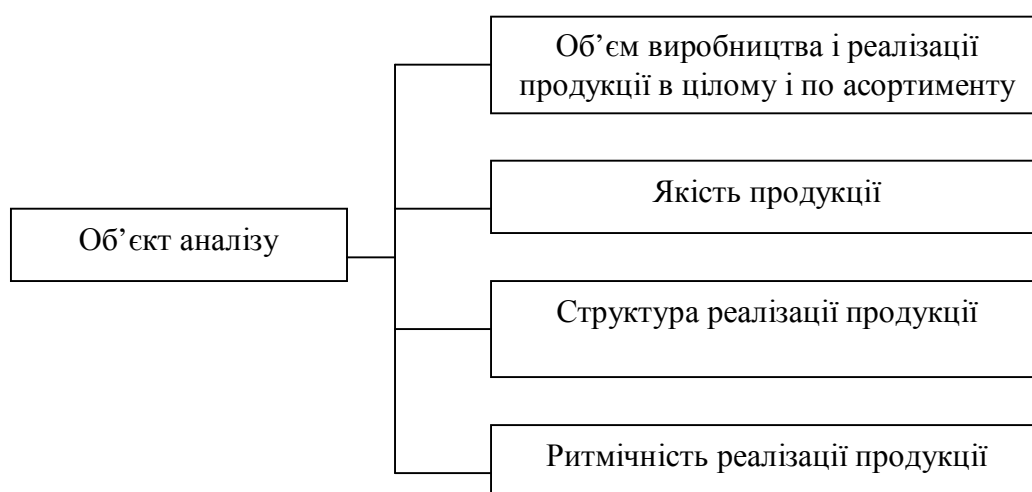 Об’єм виробництва і реалізації
продукції в цілому і по асортименту
Якість продукції
Об’єкт аналізу
Структура реалізації продукції
Ритмічність реалізації продукції